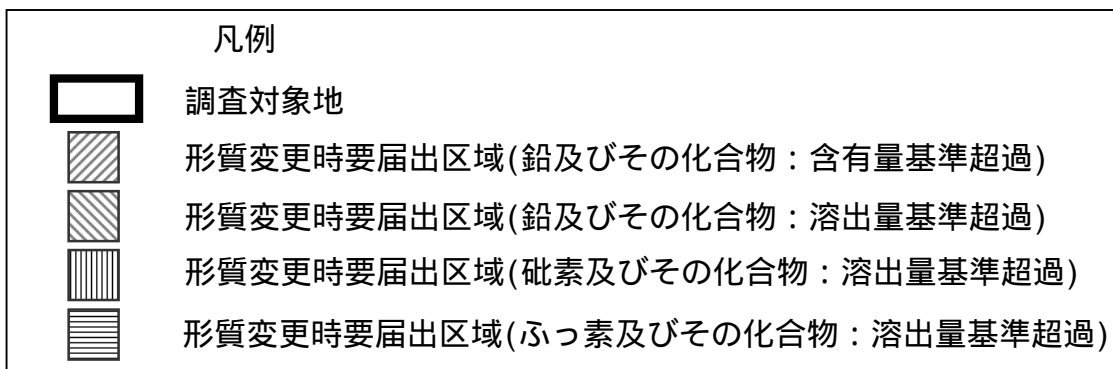 凡例
調査対象地
形質変更時要届出区域(鉛及びその化合物：含有量基準超過)
形質変更時要届出区域(鉛及びその化合物：溶出量基準超過)
形質変更時要届出区域(砒素及びその化合物：溶出量基準超過)
形質変更時要届出区域(ふっ素及びその化合物：溶出量基準超過)